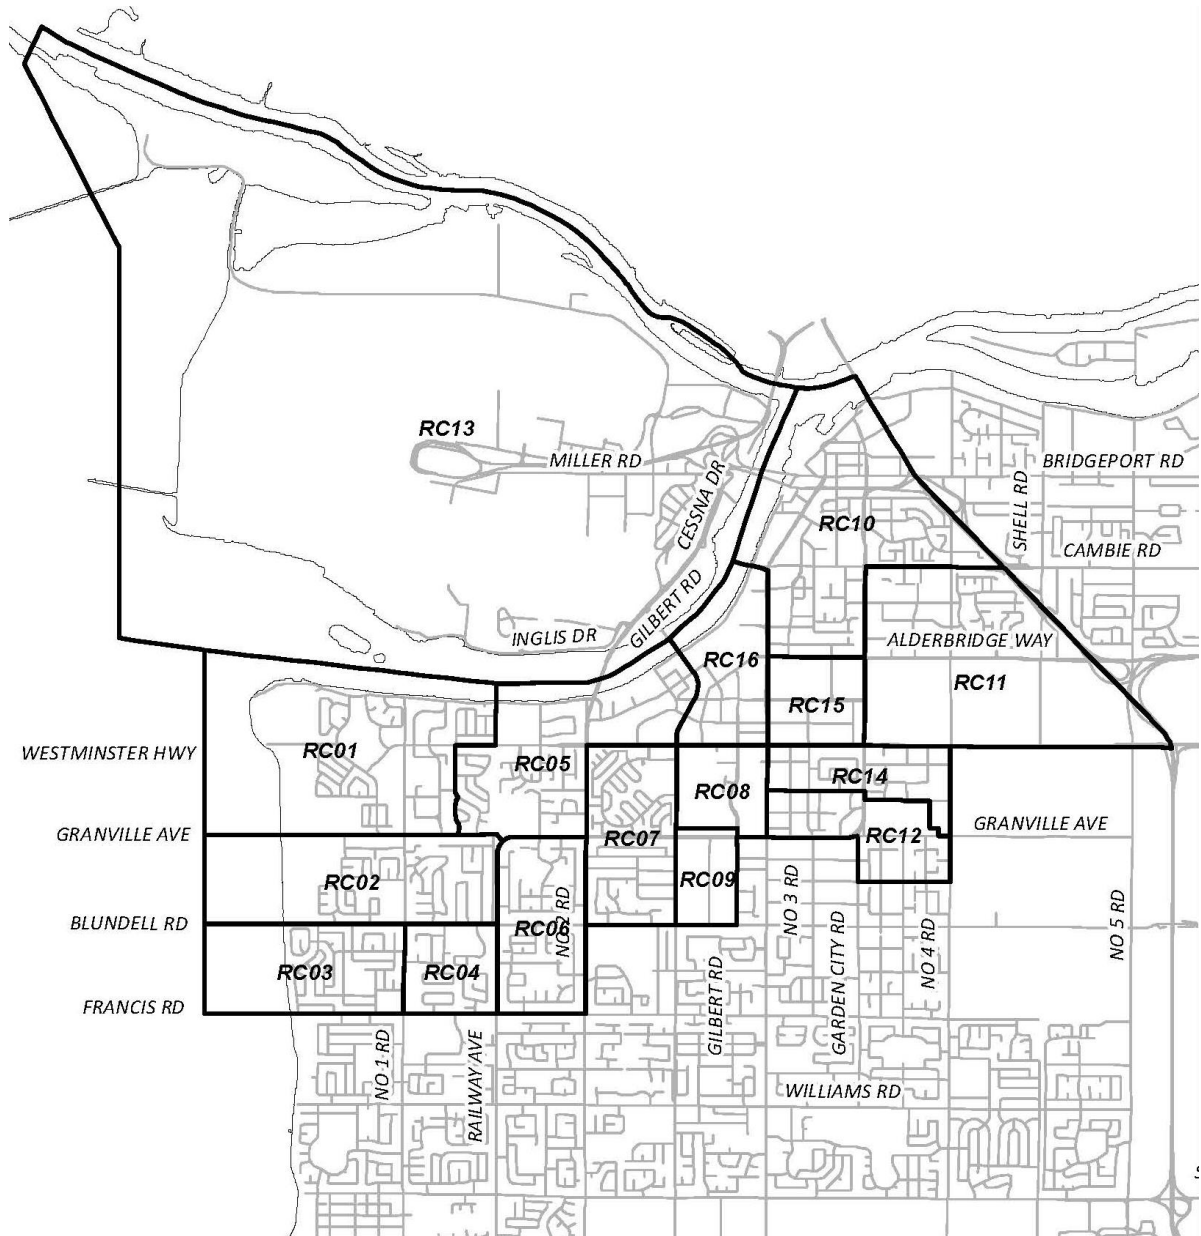 RC13
MILLER RD
BRIDGEPORT RD
CESSNA DR
SHELL RD
RC10
CAMBIE RD
GILBERT RD
INGLIS DR
ALDERBRIDGE WAY
RC16
RC11
RC15
WESTMINSTER HWY
RC01
RC05
RC14
RC08
GRANVILLE AVE
RC07
RC12
GRANVILLE AVE
RC02
RC09
NO 3 RD
BLUNDELL RD
RC06
NO 2 RD
GARDEN CITY RD
NO 4 RD
NO 5 RD
RC03
RC04
FRANCIS RD
GILBERT RD
NO 1 RD
RAILWAY AVE
WILLIAMS RD